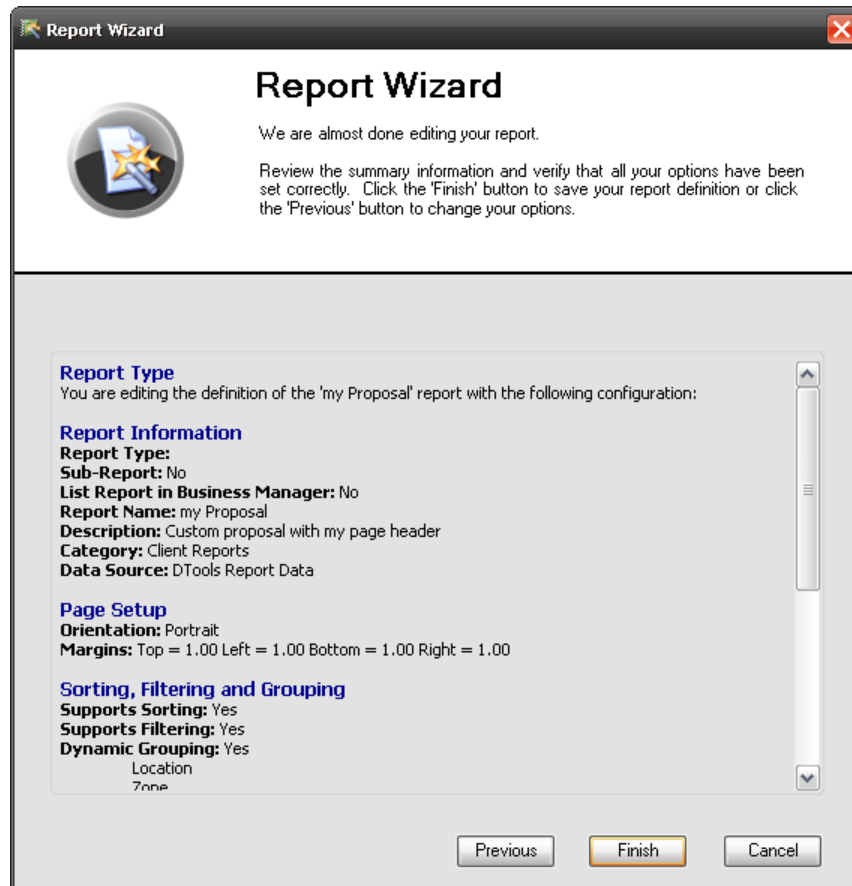 Report Wizard
Report Wizard
We are almost done editing your report.
Review the summary information and verify that all your options have been
set correctly. Click the 'Finish' button to save your report definition or click
the 'Previous' button to change your options.
Report Type
You are editing the definition of the 'my Proposal' report with the following configuration:
Report Information
Report Type:
Sub-Report: No
List Report in Business Manager: No
Report Name: my Proposal
Description: Custom proposal with my page header
Category: Client Reports
Data Source: DTools Report Data
Page Setup
Orientation: Portrait
Margins: Top = 1.00 Left = 1.00 Bottom = 1.00 Right = 1.00
Sorting, Filtering and Grouping
Supports Sorting: Yes
Supports Filtering: Yes
Dynamic Grouping: Yes
Location
Zone
Previous Finish Cancel